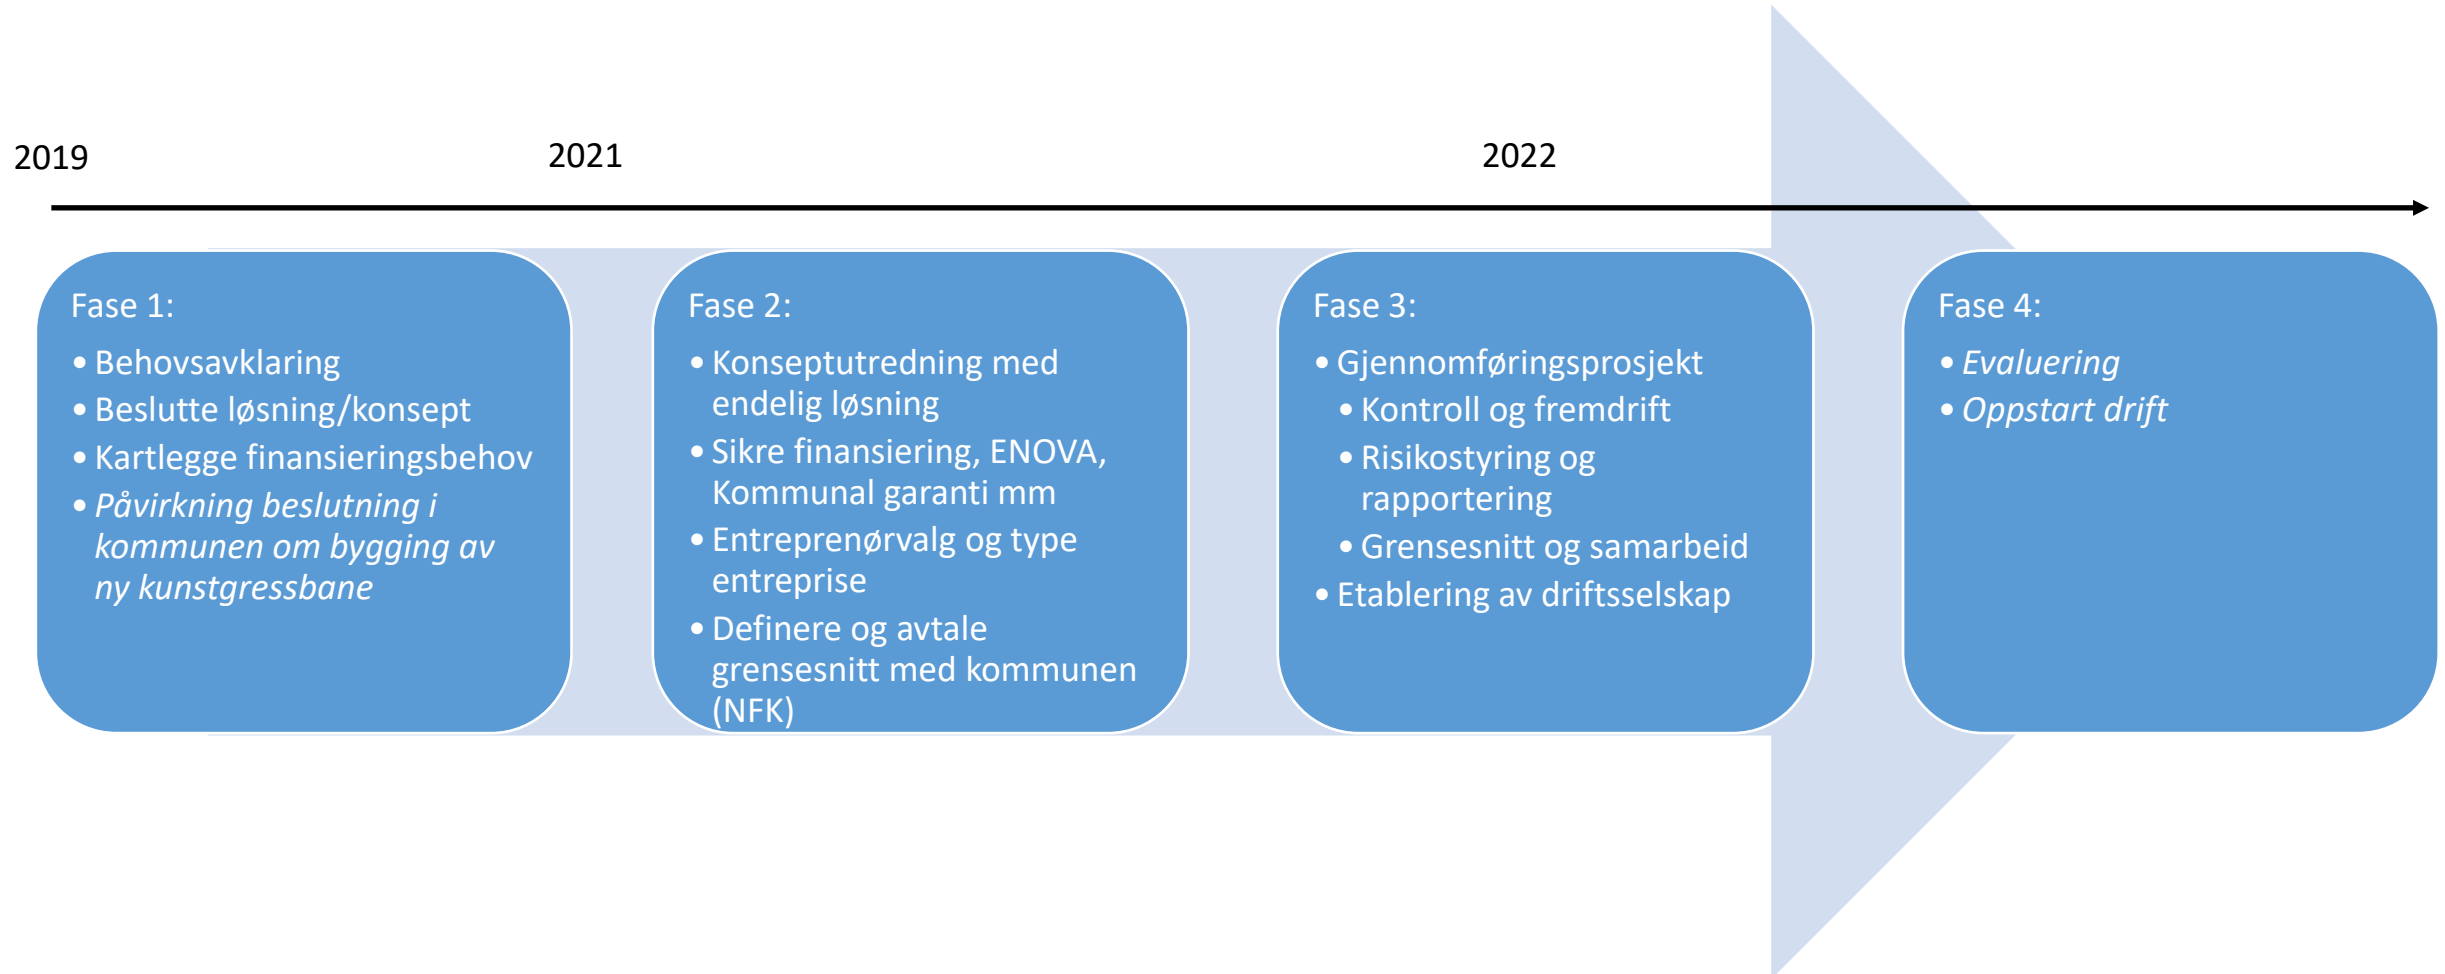 2019
2021
2022
Fase 1:
• Behovsavklaring
• Beslutte løsning/konsept
• Kartlegge finansieringsbehov
• Påvirkning beslutning i
kommunen om bygging av
ny kunstgressbane
Fase 2:
• Konseptutredning med
endelig løsning
• Sikre finansiering, ENOVA,
Kommunal garanti mm
• Entreprenørvalg og type
entreprise
• Definere og avtale
grensesnitt med kommunen
(NFK)
Fase 3:
• Gjennomføringsprosjekt
• Kontroll og fremdrift
• Risikostyring og
rapportering
• Grensesnitt og samarbeid
• Etablering av driftsselskap
Fase 4:
• Evaluering
• Oppstart drift